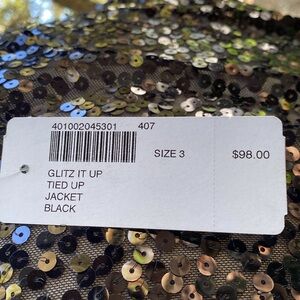 401002045301 407
SIZE 3 $98.00
GLITZ IT UP
TIED UP
JACKET
BLACK